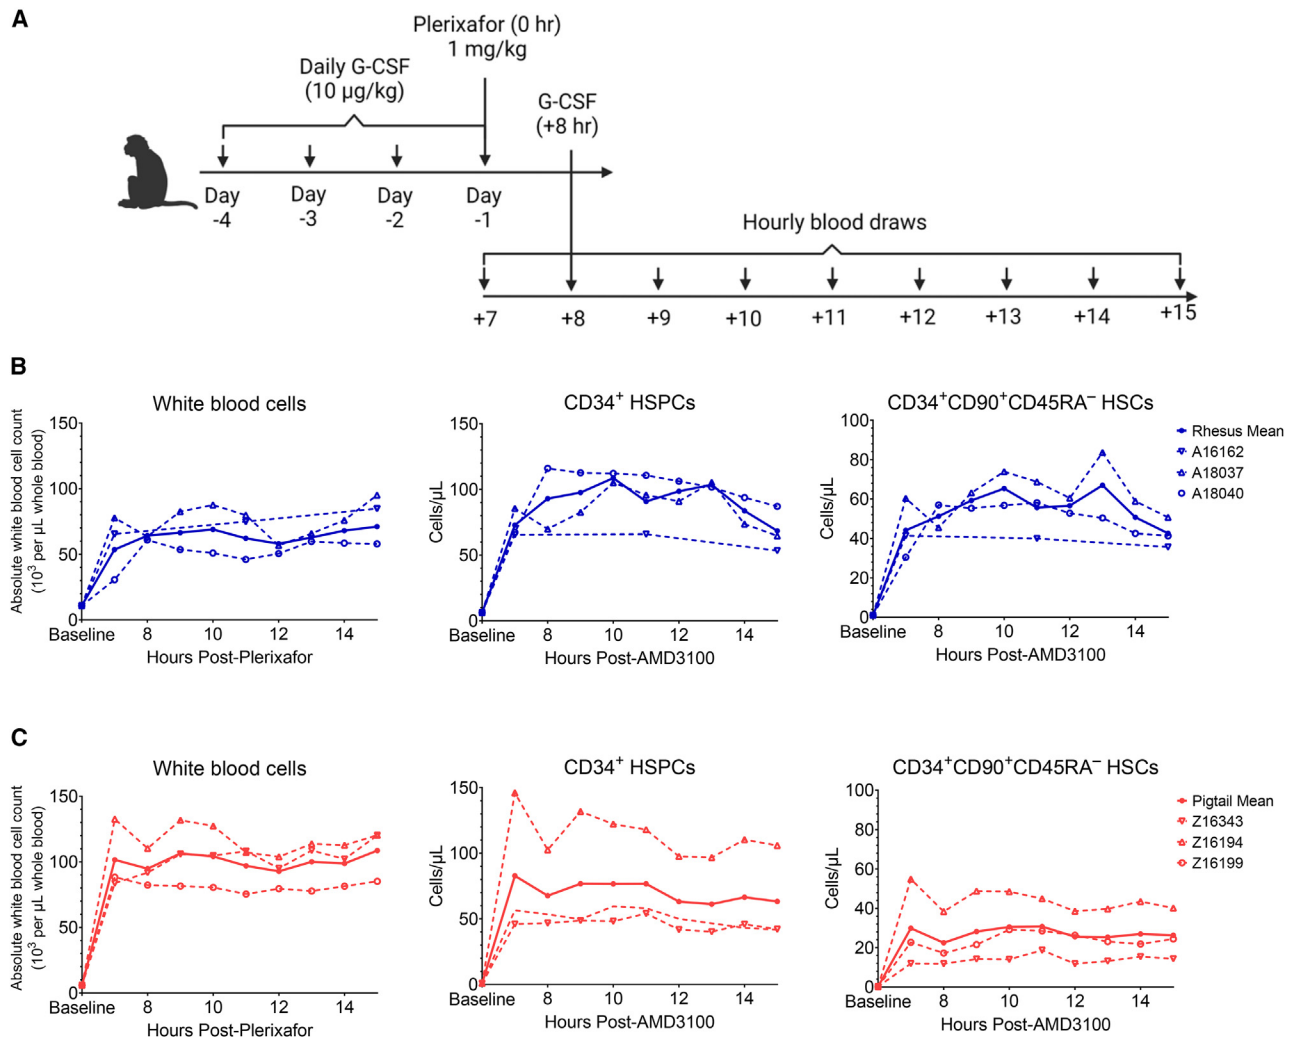 A
Plerixafor (0 hr)
1 mg/kg
Daily G-CSF
(10 µg/kg)
G-CSF
(+8 hr)
Day
-4
Day
-3
Day
-2
Day
-1
Hourly blood draws
+7
+8
+9
+10
+11
+12
+13
+14
+15
B
White blood cells
Absolute white blood cell count
(10³ per µL whole blood)
150
100
50
0
Baseline
8
10
12
14
Hours Post-Plerixafor
CD34⁺ HSPCs
Cells/µL
150
100
50
0
Baseline
8
10
12
14
Hours Post-AMD3100
CD34⁺CD90⁺CD45RA⁻ HSCs
Cells/µL
100
80
60
40
20
0
Baseline
8
10
12
14
Hours Post-AMD3100
Rhesus Mean
A16162
A18037
A18040
C
White blood cells
Absolute white blood cell count
(10³ per µL whole blood)
150
100
50
0
Baseline
8
10
12
14
Hours Post-Plerixafor
CD34⁺ HSPCs
Cells/µL
150
100
50
0
Baseline
8
10
12
14
Hours Post-AMD3100
CD34⁺CD90⁺CD45RA⁻ HSCs
Cells/µL
100
80
60
40
20
0
Baseline
8
10
12
14
Hours Post-AMD3100
Pigtail Mean
Z16343
Z16194
Z16199